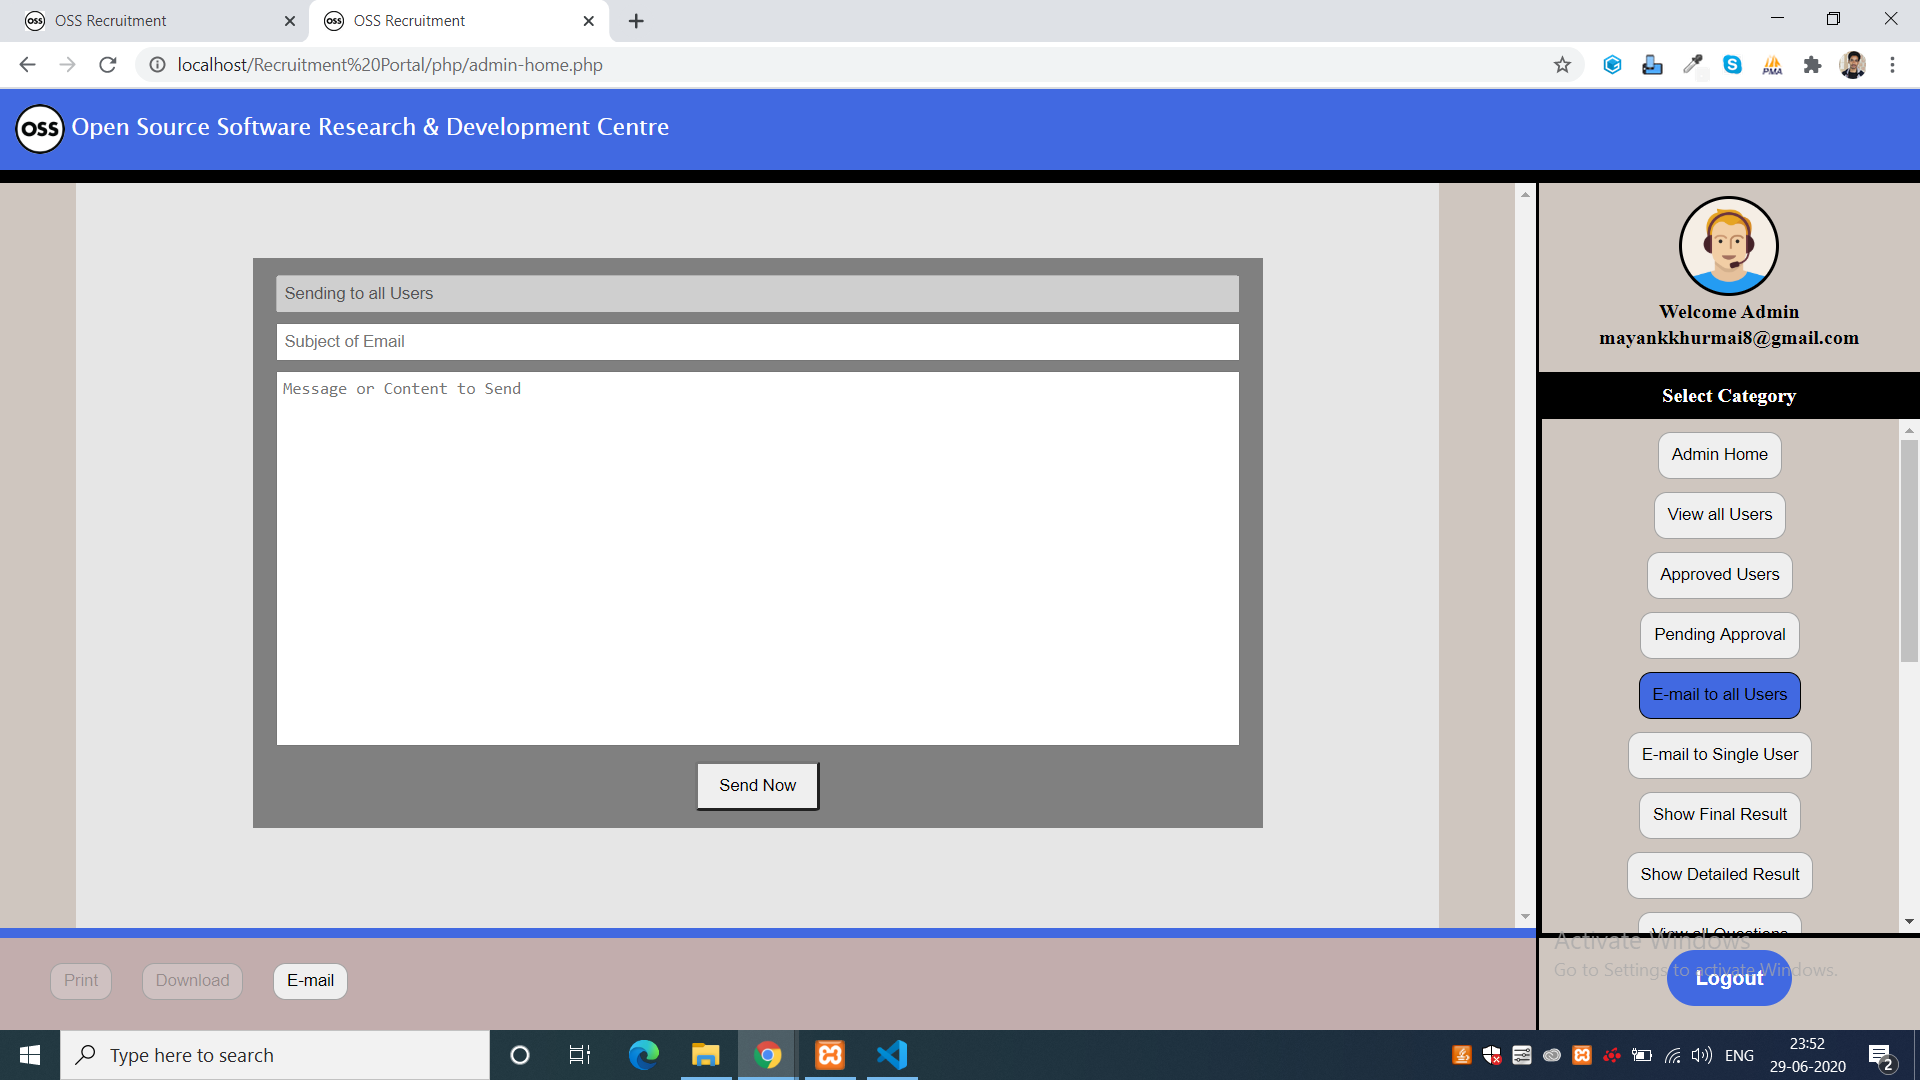 OSS Recruitment
OSS Recruitment
localhost/Recruitment%20Portal/php/admin-home.php
PMA
OSS Open Source Software Research & Development Centre
Sending to all Users
Subject of Email
Message or Content to Send
Send Now
Welcome Admin
mayankkhurmai8@gmail.com
Select Category
Admin Home
View all Users
Approved Users
Pending Approval
E-mail to all Users
E-mail to Single User
Show Final Result
Show Detailed Result
View all Questions
Activate Windows
Go to Settings to activate Windows.
Print
Download
E-mail
Logout
Type here to search
ENG
23:52
29-06-2020
2